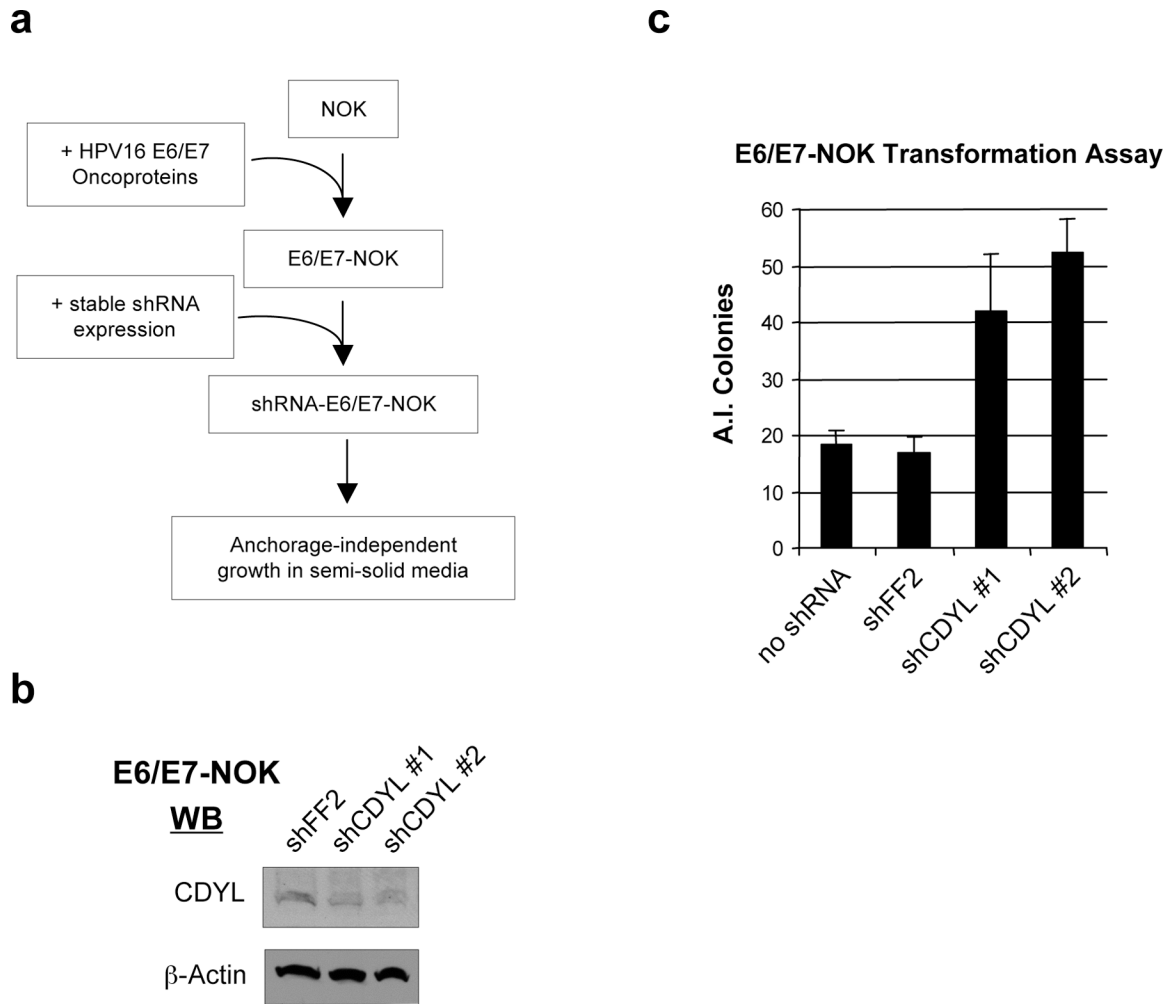 a
NOK
+ HPV16 E6/E7
Oncoproteins
E6/E7-NOK
+ stable shRNA
expression
shRNA-E6/E7-NOK
Anchorage-independent
growth in semi-solid media
b
E6/E7-NOK
WB
shFF2
shCDYL #1
shCDYL #2
CDYL
β-Actin
c
E6/E7-NOK Transformation Assay
A.I. Colonies
60
50
40
30
20
10
0
no shRNA
shFF2
shCDYL #1
shCDYL #2